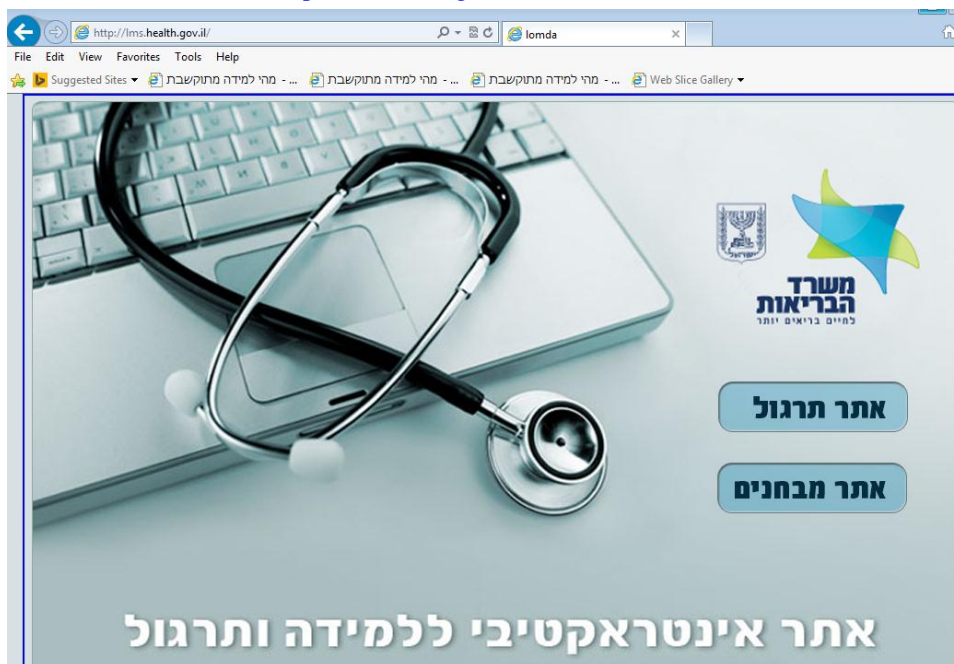 http://lms.health.gov.il/
lomda
File Edit View Favorites Tools Help
Suggested Sites ... - מהי למידה מתוקשבת ... - מהי למידה מתוקשבת ... - מהי למידה מתוקשבת Web Slice Gallery
ישראל
משרד
הבריאות
לחיים בריאים יותר
אתר תרגול
אתר מבחנים
אתר אינטראקטיבי ללמידה ותרגול